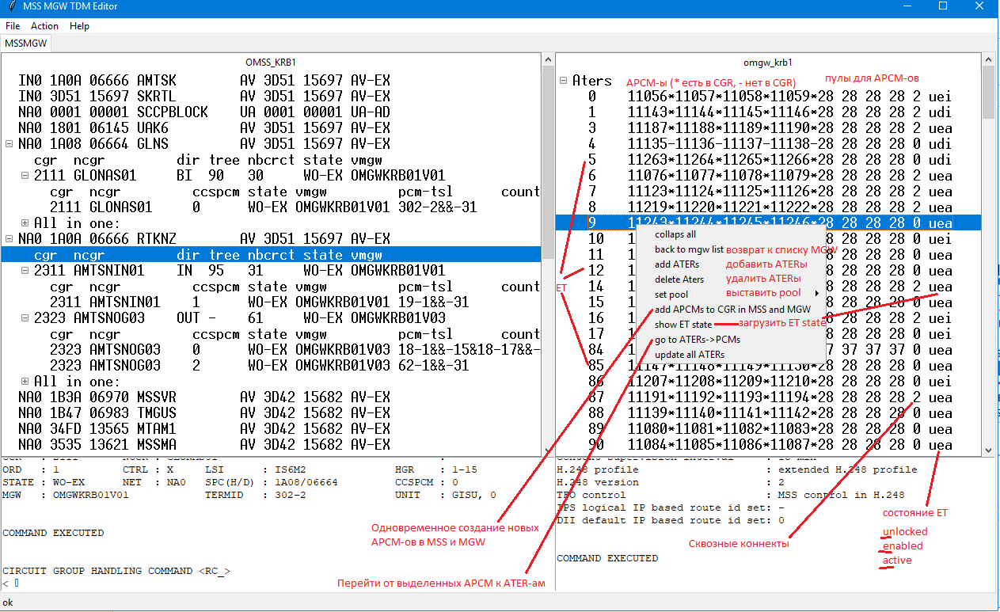 MSS MGW TDM Editor
File Action Help
MSSMGW
OMSS_KRB1
IN0 1A0A 06666 AMTSK AV 3D51 15697 AV-EX
IN0 3D51 15697 SKRTL AV 3D51 15697 AV-EX
NA0 0001 00001 SCCPBLOCK UA 0001 00001 UA-AD
NA0 1801 06145 UAK6 AV 3D51 15697 AV-EX
NA0 1A08 06664 GLNS AV 3D51 15697 AV-EX
cgr ncgr dir tree nbcrct state vmgw
2111 GLONAS01 BI 90 30 WO-EX OMGWKRB01V01
cgr ncgr ccspcm state vmgw pcm-tsl count
2111 GLONAS01 0 WO-EX OMGWKRB01V01 302-2&&-31
All in one:
NA0 1A0A 06666 RTKNZ AV 3D51 15697 AV-EX
cgr ncgr dir tree nbcrct state vmgw
2311 AMTSNIN01 IN 95 31 WO-EX OMGWKRB01V01
cgr ncgr ccspcm state vmgw pcm-tsl count
2311 AMTSNIN01 1 WO-EX OMGWKRB01V01 19-1&&-31
2323 AMTSNOG03 OUT - 61 WO-EX OMGWKRB01V03
cgr ncgr ccspcm state vmgw pcm-tsl count
2323 AMTSNOG03 0 WO-EX OMGWKRB01V03 18-1&&-15&18-17&&-
2323 AMTSNOG03 2 WO-EX OMGWKRB01V03 62-1&&-31
All in one:
NA0 1B3A 06970 MSSVR AV 3D42 15682 AV-EX
NA0 1B47 06983 TMGUS AV 3D42 15682 AV-EX
NA0 34FD 13565 MTAM1 AV 3D42 15682 AV-EX
NA0 3535 13621 MSSMA AV 3D42 15682 AV-EX
omgw_krb1
Aters APCM-ы (* есть в CGR, - нет в CGR) пулы для APCM-ов
0 11056*11057*11058*11059*28 28 28 28 2 uei
1 11143*11144*11145*11146*28 28 28 28 2 udi
3 11187*11188*11189*11190*28 28 28 28 2 uea
4 11135-11136-11137-11138-28 28 28 28 0 udi
5 11263*11264*11265*11266*28 28 28 28 0 udi
6 11076*11077*11078*11079*28 28 28 28 2 uea
7 11123*11124*11125*11126*28 28 28 28 2 uea
8 11219*11220*11221*11222*28 28 28 28 2 uea
9 11243*11244*11245*11246*28 28 28 28 0 uea
10 8 28 28 28 0 uei
11 8 28 28 28 0 uea
12 8 28 28 28 0 uea
14 8 28 28 28 2 uea
15 8 28 28 28 0 uea
16 8 28 28 28 2 uei
17 8 28 28 28 0 uei
84 7 37 37 37 0 uea
85 11147*11148*11149*11150*28 28 28 28 0 uea
86 11207*11208*11209*11210*28 28 28 28 0 uei
87 11191*11192*11193*11194*28 28 28 28 2 uea
88 11139*11140*11141*11142*28 28 28 28 0 uea
89 11080*11081*11082*11083*28 28 28 28 0 uea
90 11084*11085*11086*11087*28 28 28 28 0 uea
ET
collaps all
back to mgw list возврат к списку MGW
add ATERs добавить ATERы
delete Aters удалить ATERы
set pool выставить pool
add APCMs to CGR in MSS and MGW
show ET state загрузить ET state
go to ATERs->PCMs
update all ATERs
ORD : 1 CTRL : X LSI : IS6M2 HGR : 1-15
STATE : WO-EX NET : NA0 SPC(H/D) : 1A08/06664 CCSPCM : 0
MGW : OMGWKRB01V01 TERMID : 302-2 UNIT : GISU, 0
COMMAND EXECUTED
CIRCUIT GROUP HANDLING COMMAND <RC_>
<
H.248 profile : extended H.248 profile
H.248 version : 2
TFO control : MSS control in H.248
IPS logical IP based route id set: -
DII default IP based route id set: 0
COMMAND EXECUTED
Одновременное создание новых
APCM-ов в MSS и MGW
Перейти от выделенных APCM к ATER-ам
Сквозные коннекты
состояние ET
unlocked
enabled
active
ok